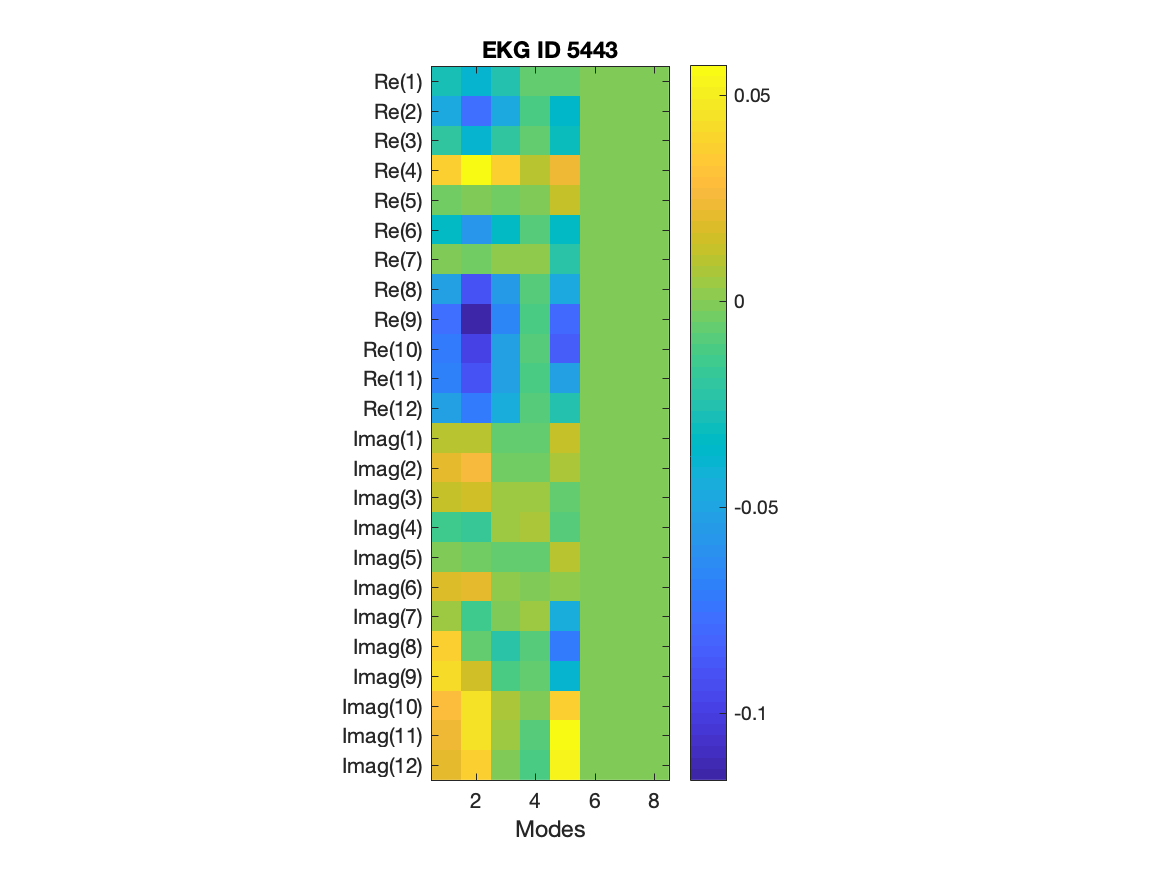 EKG ID 5443
Re(1)
Re(2)
Re(3)
Re(4)
Re(5)
Re(6)
Re(7)
Re(8)
Re(9)
Re(10)
Re(11)
Re(12)
Imag(1)
Imag(2)
Imag(3)
Imag(4)
Imag(5)
Imag(6)
Imag(7)
Imag(8)
Imag(9)
Imag(10)
Imag(11)
Imag(12)
2 4 6 8
Modes
0.05
0
-0.05
-0.1